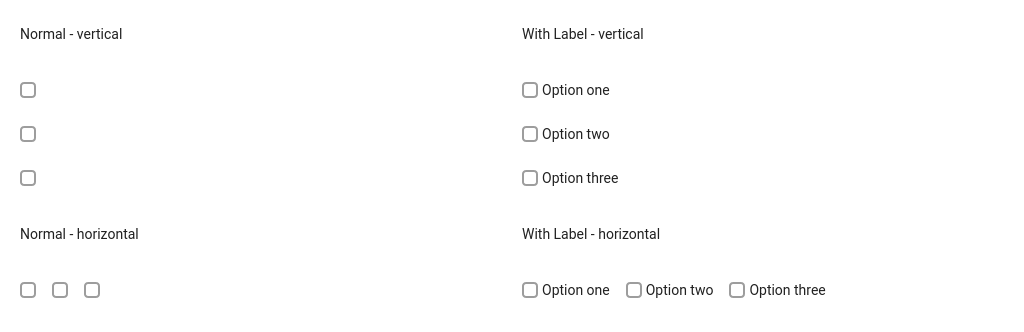 Normal - vertical
With Label - vertical
Option one
Option two
Option three
Normal - horizontal
With Label - horizontal
Option one Option two Option three